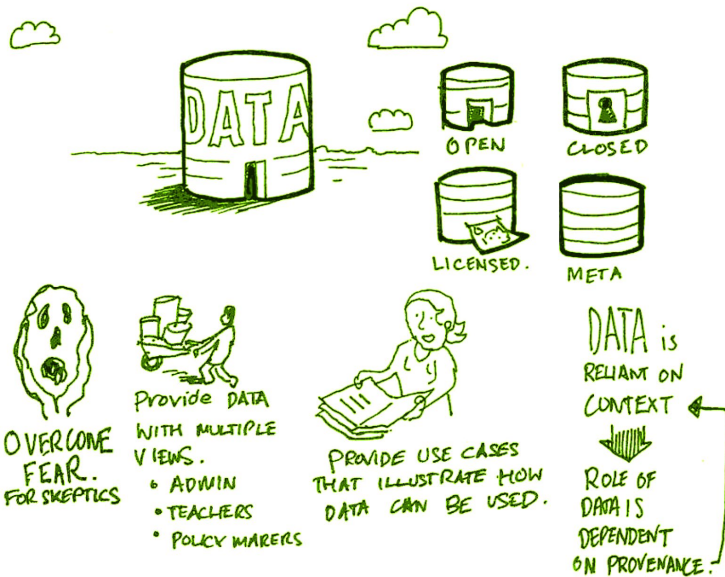 DATA
OPEN
CLOSED
LICENSED.
META
OVERCOME
FEAR.
FOR SKEPTICS
Provide DATA
WITH MULTIPLE
VIEWS.
• ADMIN
• TEACHERS
• POLICY MAKERS
PROVIDE USE CASES
THAT ILLUSTRATE HOW
DATA CAN BE USED.
DATA is
RELIANT ON
CONTEXT
ROLE OF
DATA IS
DEPENDENT
ON PROVENANCE.